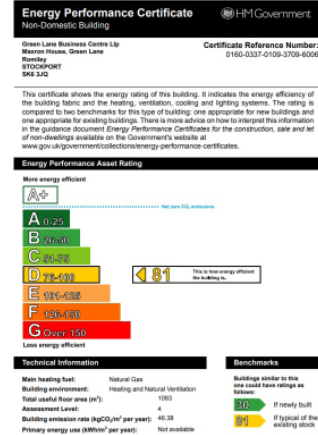 Energy Performance Certificate
HM Government
Non-Domestic Building
Green Lane Business Centre Llp
Maxron House, Green Lane
Romiley
STOCKPORT
SK6 3JQ
Certificate Reference Number:
0160-0337-0109-3709-6006
This certificate shows the energy rating of this building. It indicates the energy efficiency of
the building fabric and the heating, ventilation, cooling and lighting systems. The rating is
compared to two benchmarks for this type of building: one appropriate for new buildings and
one appropriate for existing buildings. There is more advice on how to interpret this information
in the guidance document Energy Performance Certificates for the construction, sale and let
of non-dwellings available on the Government's website at
www.gov.uk/government/collections/energy-performance-certificates.
Energy Performance Asset Rating
More energy efficient
A+
Net zero CO₂ emissions
A 0-25
B 26-50
C 51-75
D 76-100
81
This is how energy efficient
the building is.
E 101-125
F 126-150
G Over 150
Less energy efficient
Technical Information
Main heating fuel: Natural Gas
Building environment: Heating and Natural Ventilation
Total useful floor area (m²): 1093
Assessment Level: 4
Building emission rate (kgCO₂/m² per year): 46.38
Primary energy use (kWh/m² per year): Not available
Benchmarks
Buildings similar to this
one could have ratings as
follows:
30 If newly built
81 If typical of the
existing stock